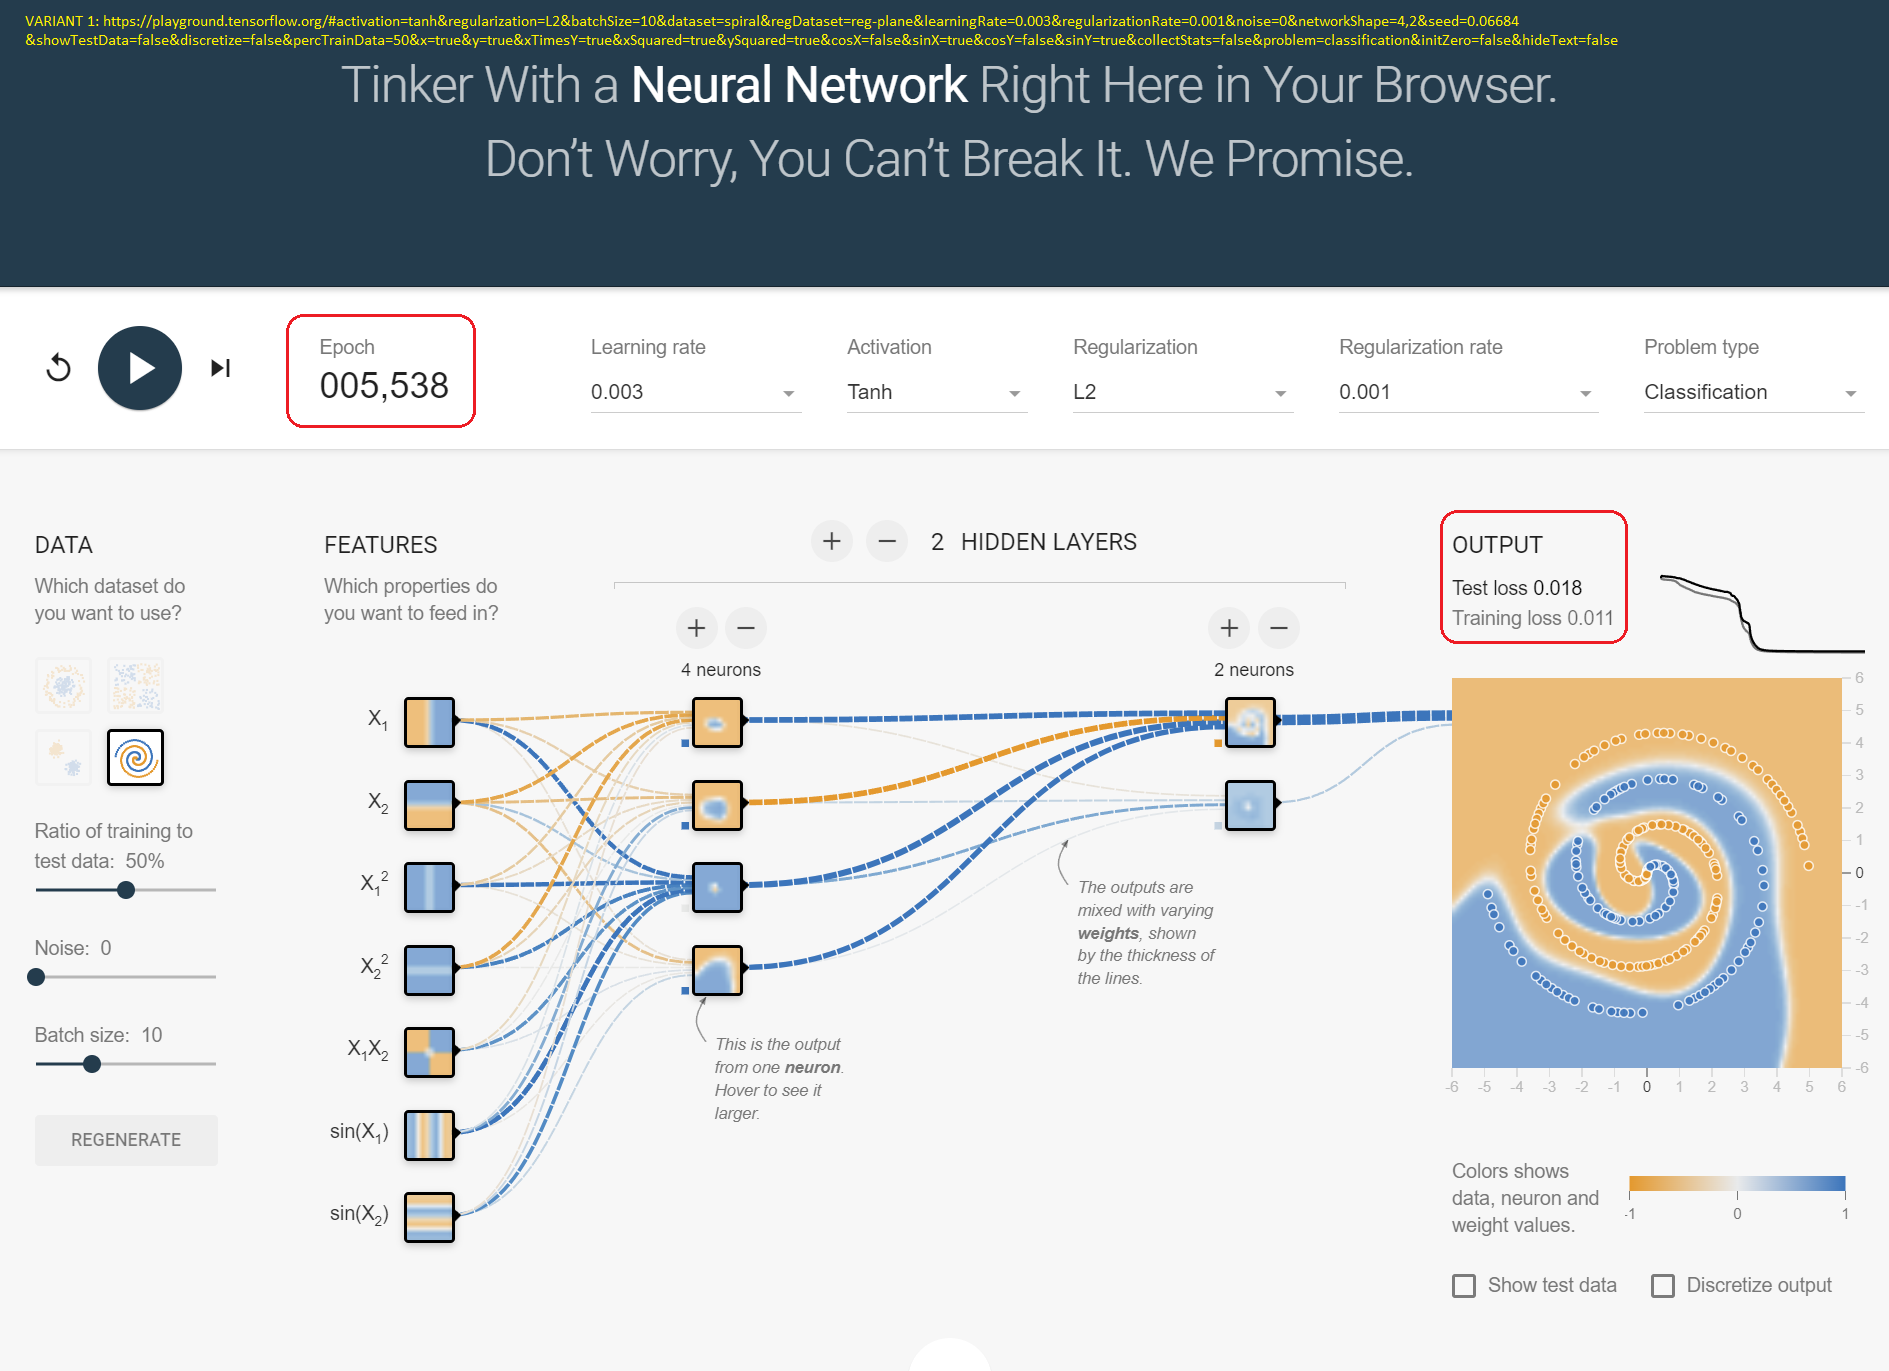 VARIANT 1: https://playground.tensorflow.org/#activation=tanh&regularization=L2&batchSize=10&dataset=spiral&regDataset=reg-plane&learningRate=0.003&regularizationRate=0.001&noise=0&networkShape=4,2&seed=0.06684
&showTestData=false&discretize=false&percTrainData=50&x=true&y=true&xTimesY=true&xSquared=true&ySquared=true&cosX=false&sinX=true&cosY=false&sinY=true&collectStats=false&problem=classification&initZero=false&hideText=false
Tinker With a Neural Network Right Here in Your Browser.
Don't Worry, You Can't Break It. We Promise.
Epoch
005,538
Learning rate
0.003
Activation
Tanh
Regularization
L2
Regularization rate
0.001
Problem type
Classification
DATA
Which dataset do
you want to use?
Ratio of training to
test data: 50%
Noise: 0
Batch size: 10
REGENERATE
FEATURES
Which properties do
you want to feed in?
X1
X2
X1²
X2²
X1X2
sin(X1)
sin(X2)
+ − 2 HIDDEN LAYERS
+ −
4 neurons
+ −
2 neurons
This is the output
from one neuron.
Hover to see it
larger.
The outputs are
mixed with varying
weights, shown
by the thickness of
the lines.
OUTPUT
Test loss 0.018
Training loss 0.011
6
5
4
3
2
1
0
-1
-2
-3
-4
-5
-6
-6 -5 -4 -3 -2 -1 0 1 2 3 4 5 6
Colors shows
data, neuron and
weight values.
-1 0 1
Show test data
Discretize output